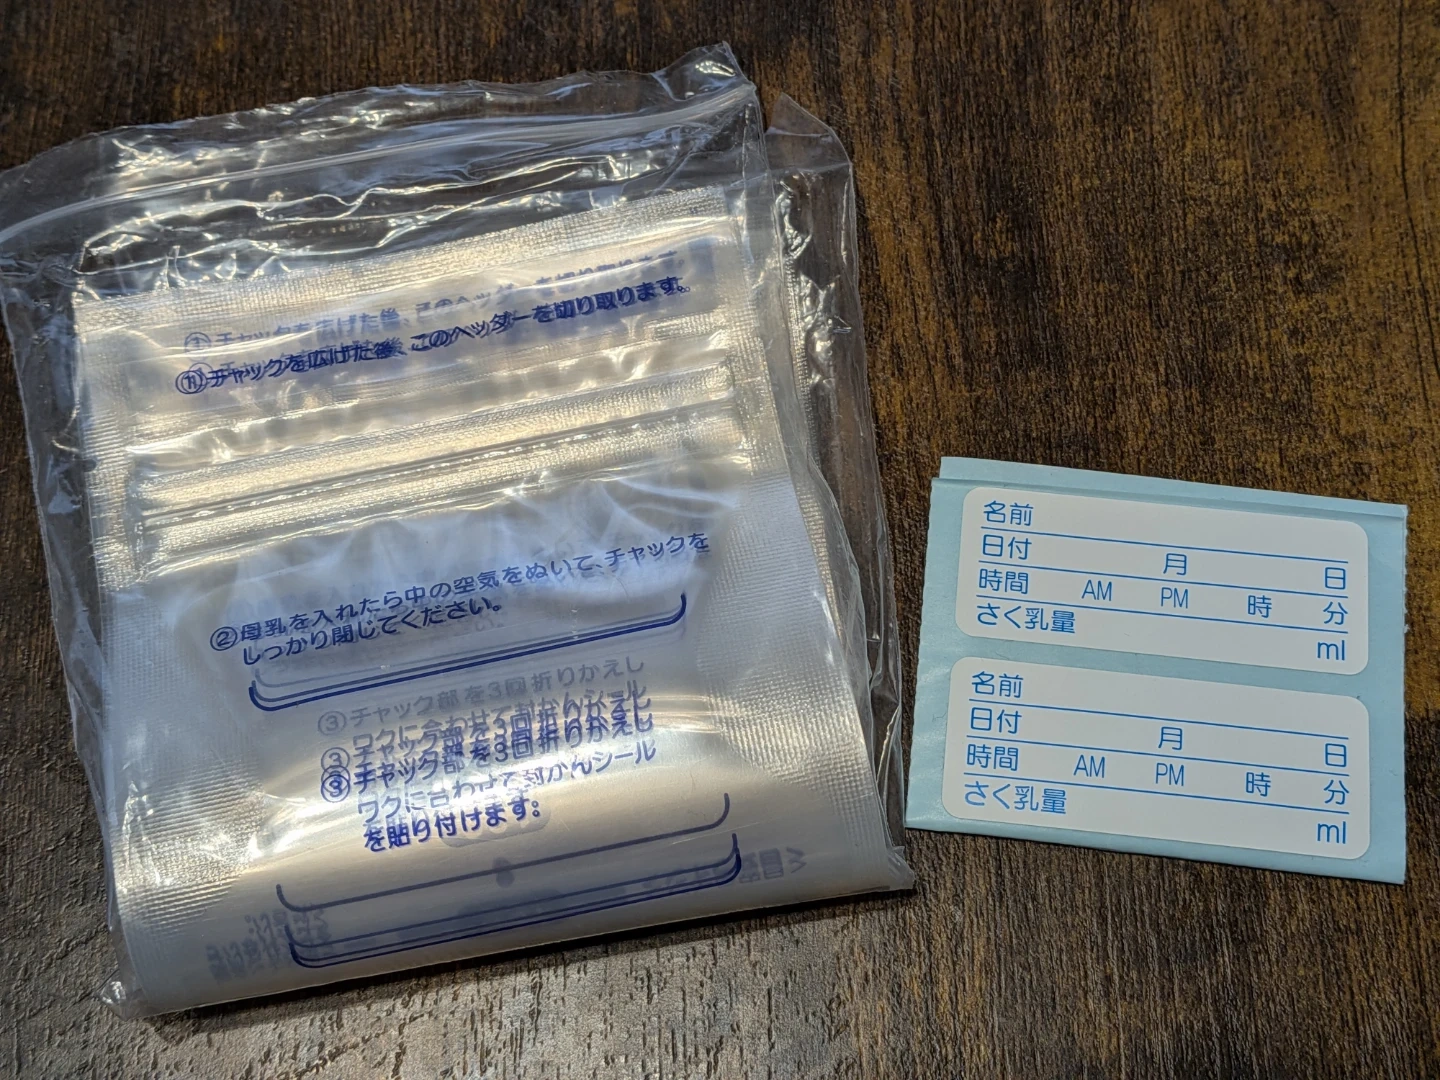 ①チャックを広げた後、このヘッダーを切り取ります。
②母乳を入れたら中の空気をぬいて、チャックを
しっかり閉じてください。
③チャック部を3回折りかえし
ワクに合わせて封かんシール
を貼り付けます。
名前
日付 月 日
時間 AM PM 時 分
さく乳量 ml
名前
日付 月 日
時間 AM PM 時 分
さく乳量 ml